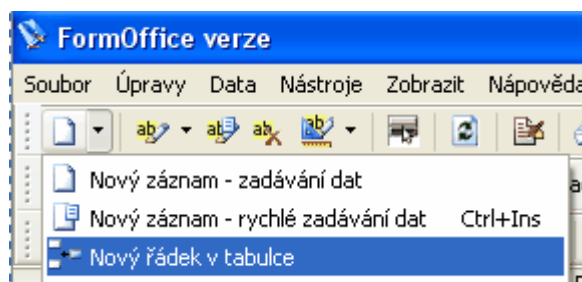 FormOffice verze
Soubor Úpravy Data Nástroje Zobrazit Nápověda
Nový záznam - zadávání dat
Nový záznam - rychlé zadávání dat Ctrl+Ins
Nový řádek v tabulce